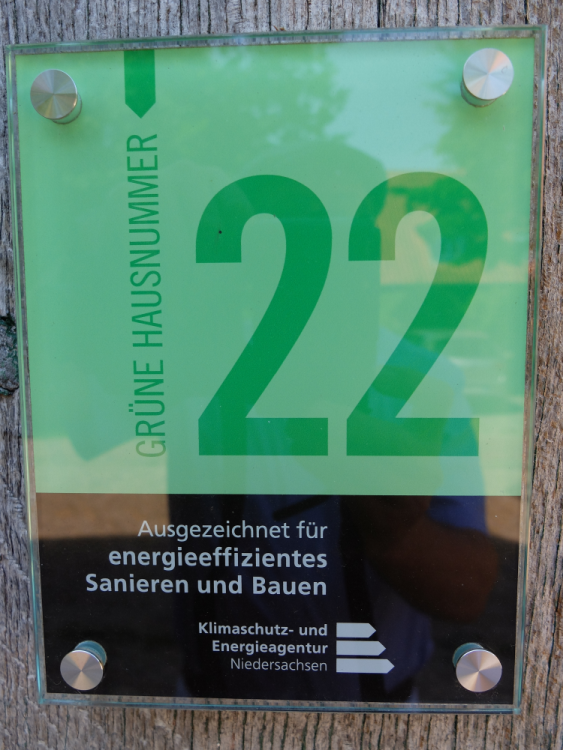 GRÜNE HAUSNUMMER
22
Ausgezeichnet für
energieeffizientes
Sanieren und Bauen
Klimaschutz- und
Energieagentur
Niedersachsen